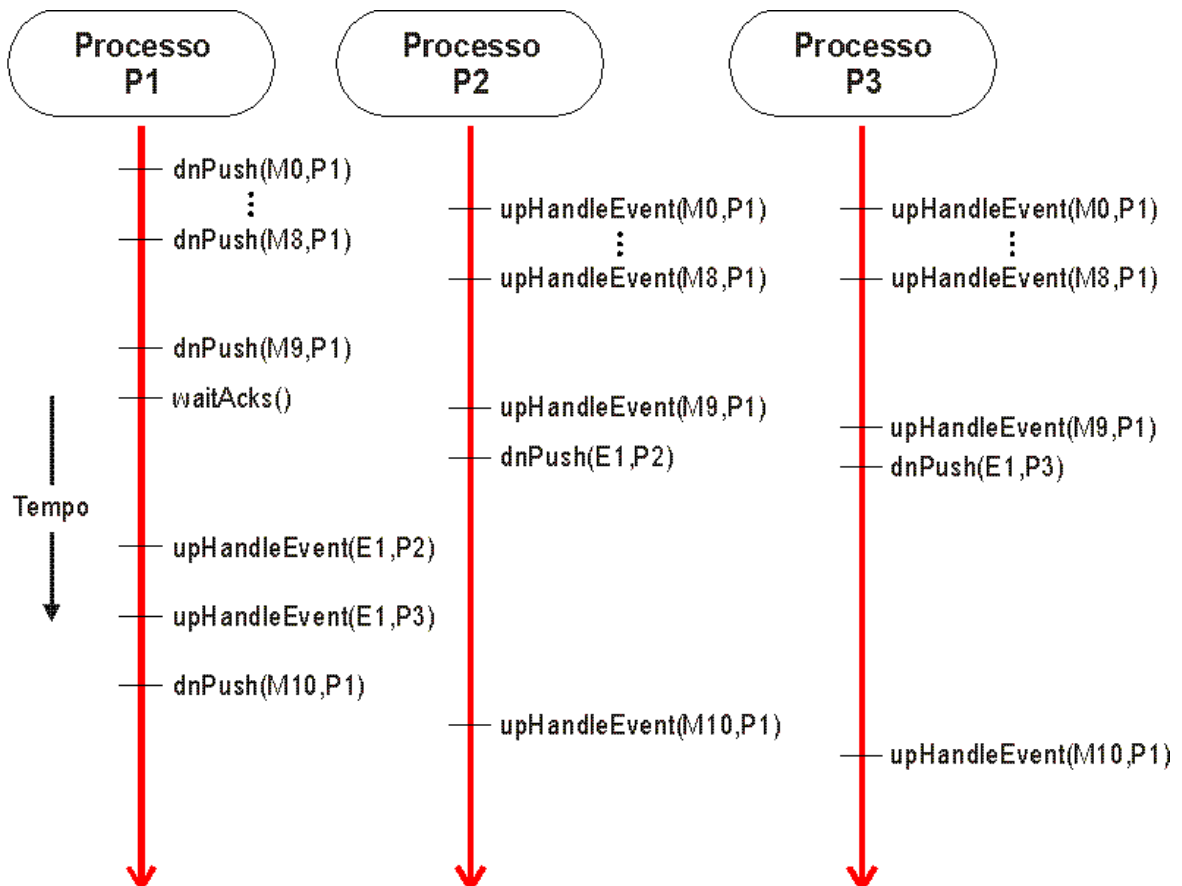 Processo
P1
Processo
P2
Processo
P3
dnPush(M0,P1)
dnPush(M8,P1)
dnPush(M9,P1)
waitAcks()
Tempo
upHandleEvent(E1,P2)
upHandleEvent(E1,P3)
dnPush(M10,P1)
upHandleEvent(M0,P1)
upHandleEvent(M8,P1)
upHandleEvent(M9,P1)
dnPush(E1,P2)
upHandleEvent(M10,P1)
upHandleEvent(M0,P1)
upHandleEvent(M8,P1)
upHandleEvent(M9,P1)
dnPush(E1,P3)
upHandleEvent(M10,P1)